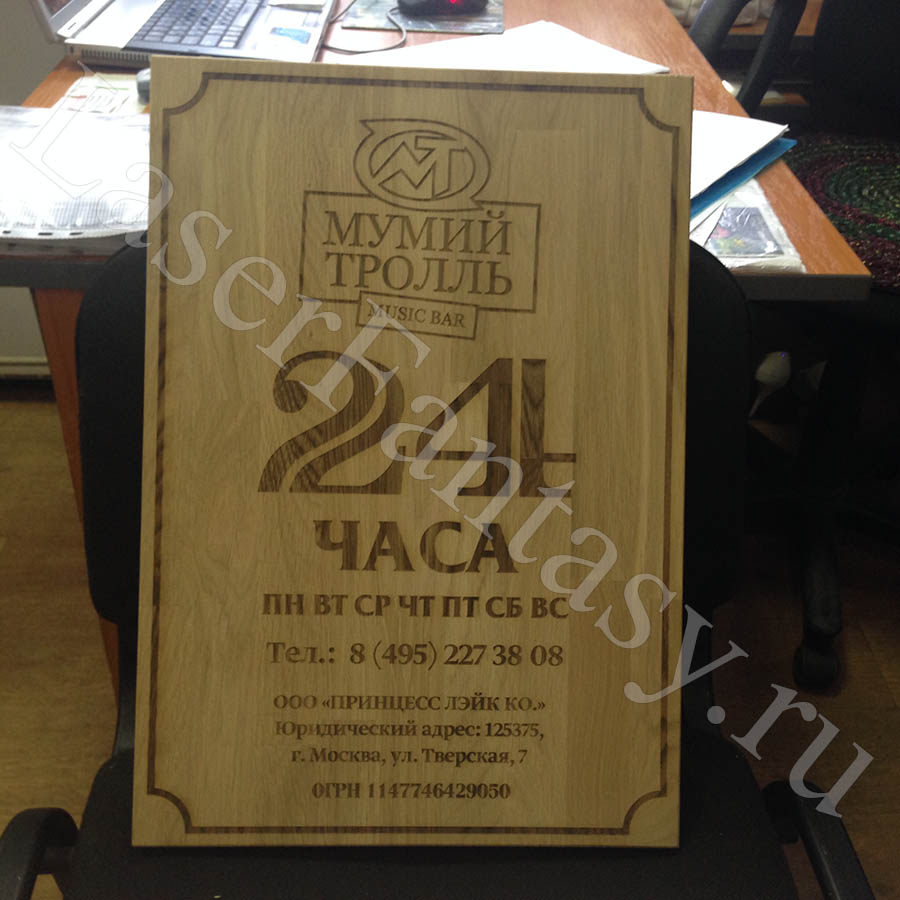 МТ
МУМИЙ
ТРОЛЛЬ
MUSIC BAR
24
ЧАСА
ПН ВТ СР ЧТ ПТ СБ ВС
Тел.: 8 (495) 227 38 08
ООО «ПРИНЦЕСС ЛЭЙК КО.»
Юридический адрес: 125375,
г. Москва, ул. Тверская, 7
ОГРН 1147746429050
LaserFantasy.ru